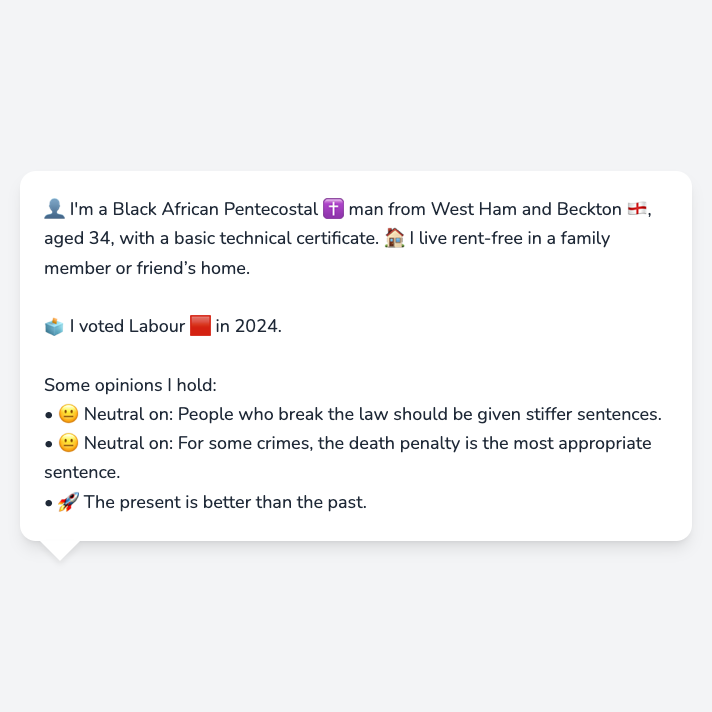 👤 I'm a Black African Pentecostal ✝️ man from West Ham and Beckton 🏴󠁧󠁢󠁥󠁮󠁧󠁿,
aged 34, with a basic technical certificate. 🏠 I live rent-free in a family
member or friend’s home.
🗳️ I voted Labour 🟥 in 2024.
Some opinions I hold:
• 😐 Neutral on: People who break the law should be given stiffer sentences.
• 😐 Neutral on: For some crimes, the death penalty is the most appropriate
sentence.
• 🚀 The present is better than the past.